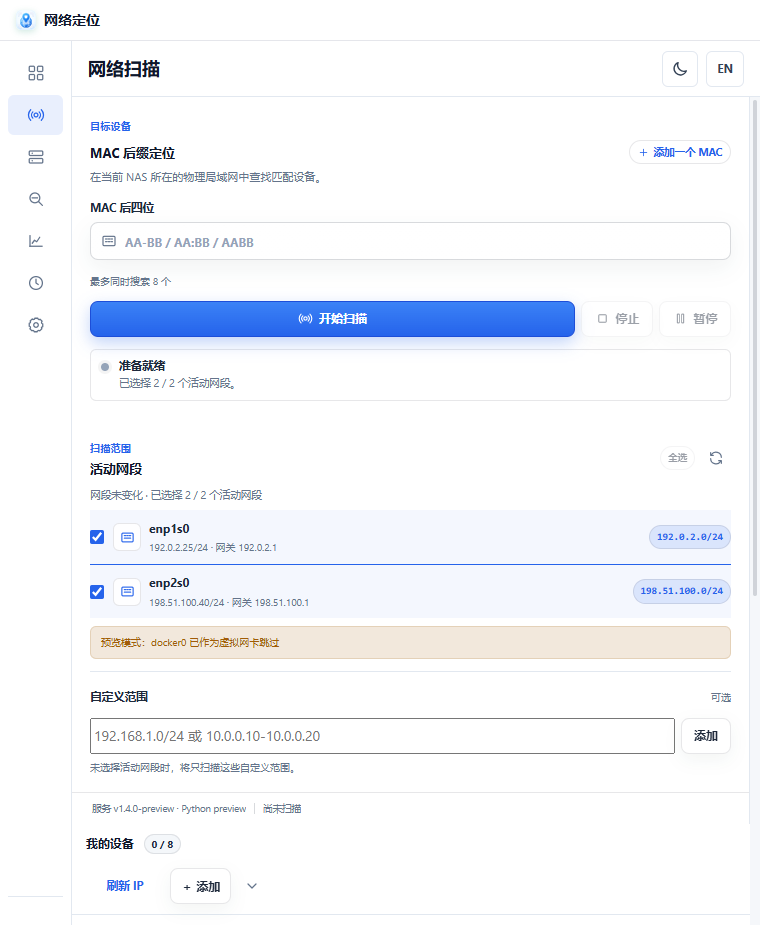 网络定位
网络扫描
EN
目标设备
MAC 后缀定位
+ 添加一个 MAC
在当前 NAS 所在的物理局域网中查找匹配设备。
MAC 后四位
AA-BB / AA:BB / AABB
最多同时搜索 8 个
开始扫描
停止
暂停
准备就绪
已选择 2 / 2 个活动网段。
扫描范围
活动网段
全选
网段未变化 · 已选择 2 / 2 个活动网段
enp1s0
192.0.2.25/24 · 网关 192.0.2.1
192.0.2.0/24
enp2s0
198.51.100.40/24 · 网关 198.51.100.1
198.51.100.0/24
预览模式：docker0 已作为虚拟网卡跳过
自定义范围
可选
192.168.1.0/24 或 10.0.0.10-10.0.0.20
添加
未选择活动网段时，将只扫描这些自定义范围。
服务 v1.4.0-preview · Python preview
尚未扫描
我的设备
0 / 8
刷新 IP
+ 添加